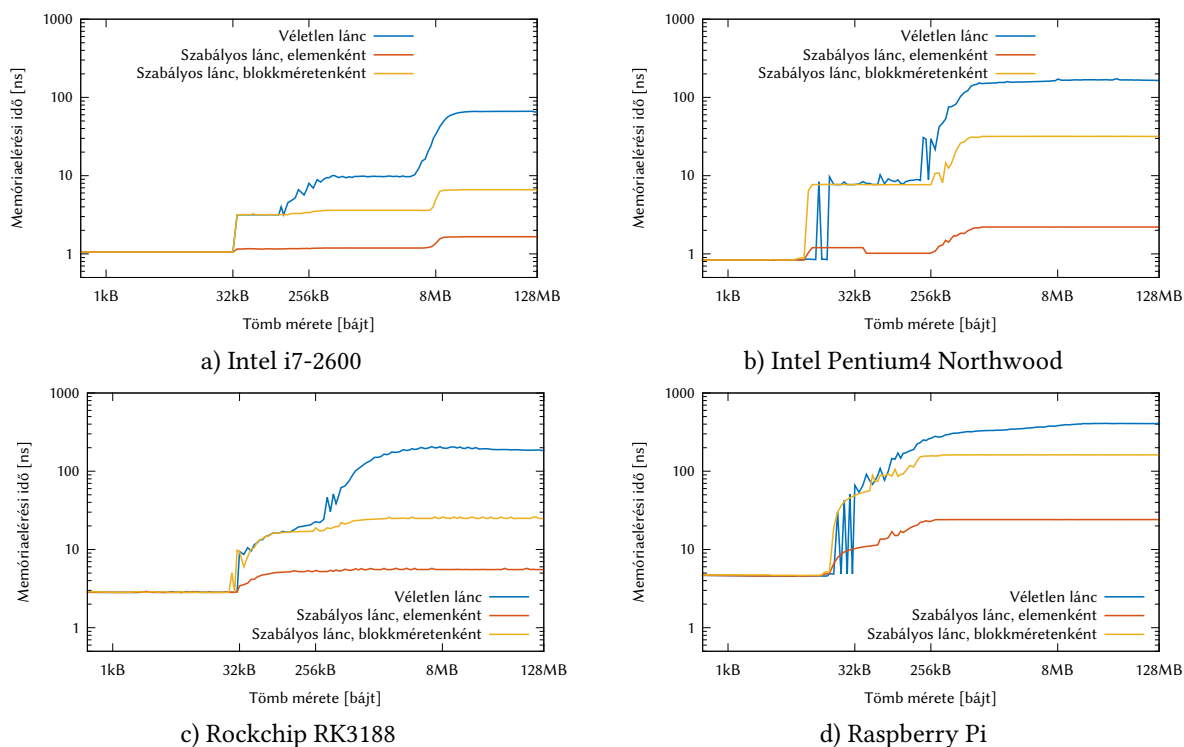 1000
100
10
1
Memóriaelérési idő [ns]
Véletlen lánc
Szabályos lánc, elemenként
Szabályos lánc, blokkméretenként
1kB 32kB 256kB 8MB 128MB
Tömb mérete [bájt]
a) Intel i7-2600
1000
100
10
1
Memóriaelérési idő [ns]
Véletlen lánc
Szabályos lánc, elemenként
Szabályos lánc, blokkméretenként
1kB 32kB 256kB 8MB 128MB
Tömb mérete [bájt]
b) Intel Pentium4 Northwood
1000
100
10
1
Memóriaelérési idő [ns]
Véletlen lánc
Szabályos lánc, elemenként
Szabályos lánc, blokkméretenként
1kB 32kB 256kB 8MB 128MB
Tömb mérete [bájt]
c) Rockchip RK3188
1000
100
10
1
Memóriaelérési idő [ns]
Véletlen lánc
Szabályos lánc, elemenként
Szabályos lánc, blokkméretenként
1kB 32kB 256kB 8MB 128MB
Tömb mérete [bájt]
d) Raspberry Pi